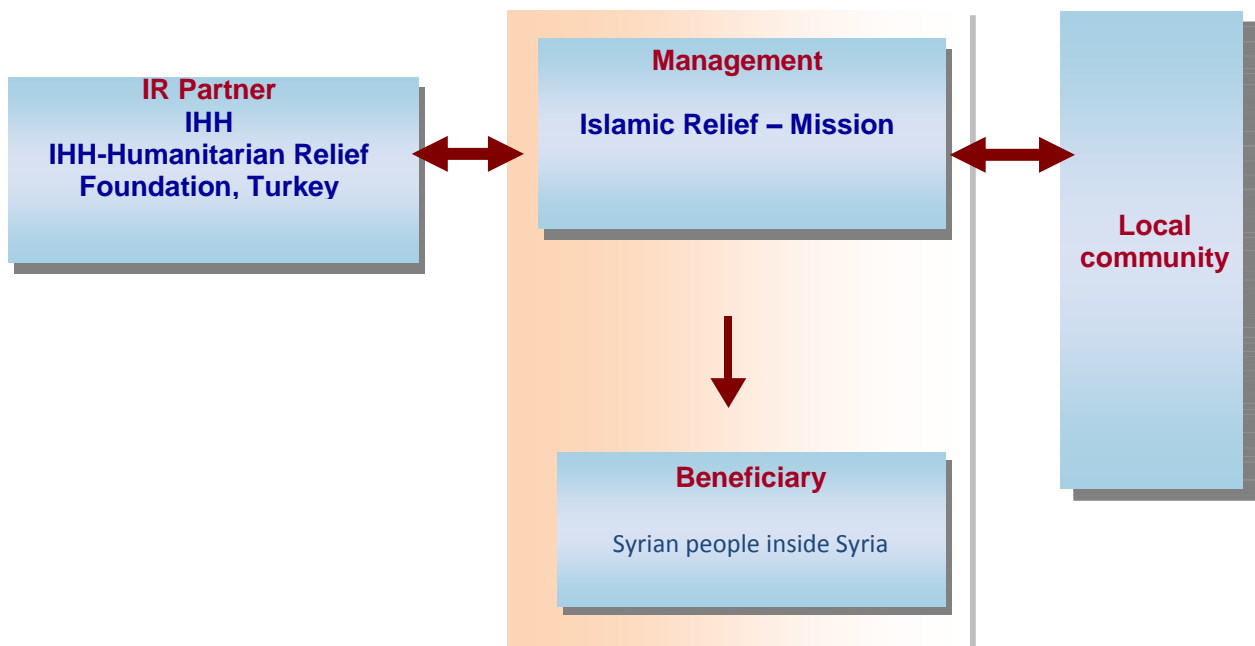 IR Partner
IHH
IHH-Humanitarian Relief
Foundation, Turkey
Management
Islamic Relief – Mission
Local
community
Beneficiary
Syrian people inside Syria